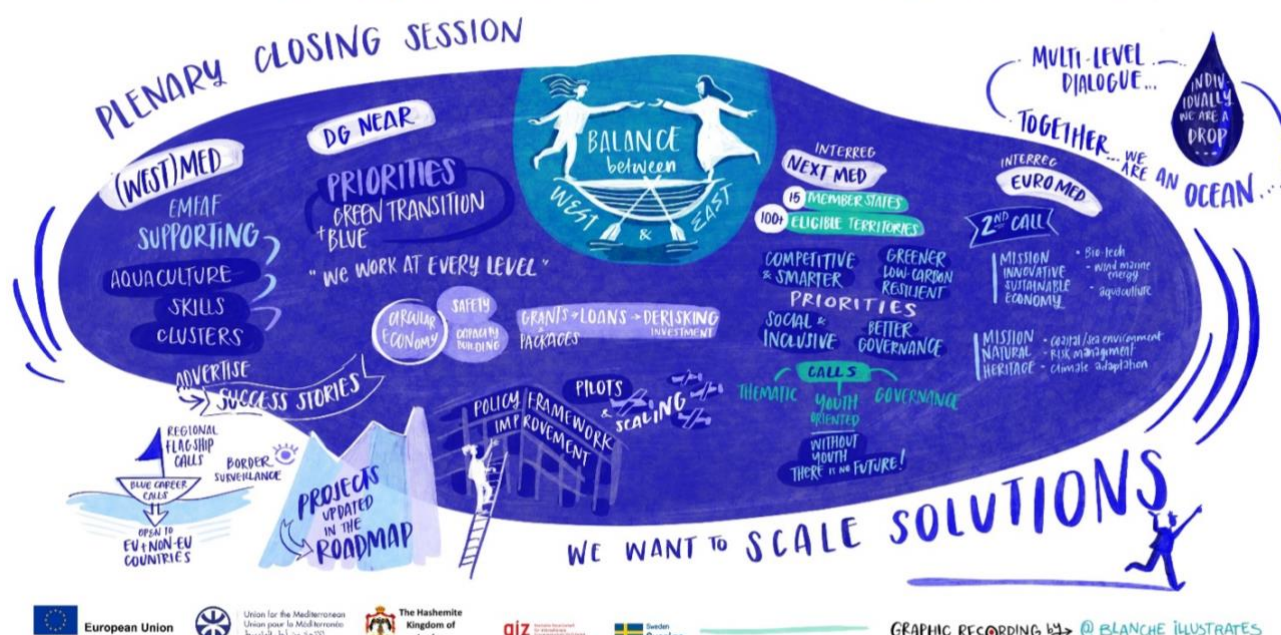 PLENARY CLOSING SESSION
(WEST)MED
EMFAF
SUPPORTING
AQUACULTURE
SKILLS
CLUSTERS
ADVERTISE
SUCCESS STORIES
REGIONAL
FLAGSHIP
CALLS
BLUE CAREER
CALLS
OPEN TO
EU + NON-EU
COUNTRIES
BORDER
SURVEILLANCE
PROJECTS
UPDATED
IN THE
ROADMAP
DG NEAR
PRIORITIES
GREEN TRANSITION
+ BLUE
"WE WORK AT EVERY LEVEL"
CIRCULAR
ECONOMY
SAFETY
CAPACITY
BUILDING
GRANTS → LOANS → DERISKING
INVESTMENT
+
PACKAGES
POLICY FRAMEWORK
IMPROVEMENT
PILOTS
& SCALING
BALANCE
between
WEST & EAST
INTERREG
NEXT MED
15 MEMBER STATES
100+ ELIGIBLE TERRITORIES
COMPETITIVE
& SMARTER
GREENER
LOW-CARBON
RESILIENT
PRIORITIES
SOCIAL &
INCLUSIVE
BETTER
GOVERNANCE
CALLS
THEMATIC
YOUTH
ORIENTED
GOVERNANCE
WITHOUT
YOUTH
THERE IS NO FUTURE!
INTERREG
EURO MED
2ND CALL
MISSION
INNOVATIVE
SUSTAINABLE
ECONOMY
- Bio-tech
- wind marine
energy
- aquaculture
MISSION
NATURAL
HERITAGE
- coaztal/sea environment
- risk management
- climate adaptation
MULTI-LEVEL
DIALOGUE...
INDIV-
IDUALLY
WE ARE A
DROP
TOGETHER... WE
ARE AN OCEAN...
WE WANT TO SCALE SOLUTIONS
European Union
Union for the Mediterranean
Union pour la Méditerranée
The Hashemite
Kingdom of
giz
Sweden
GRAPHIC RECORDING by → @ BLANCHE ILLUSTRATES